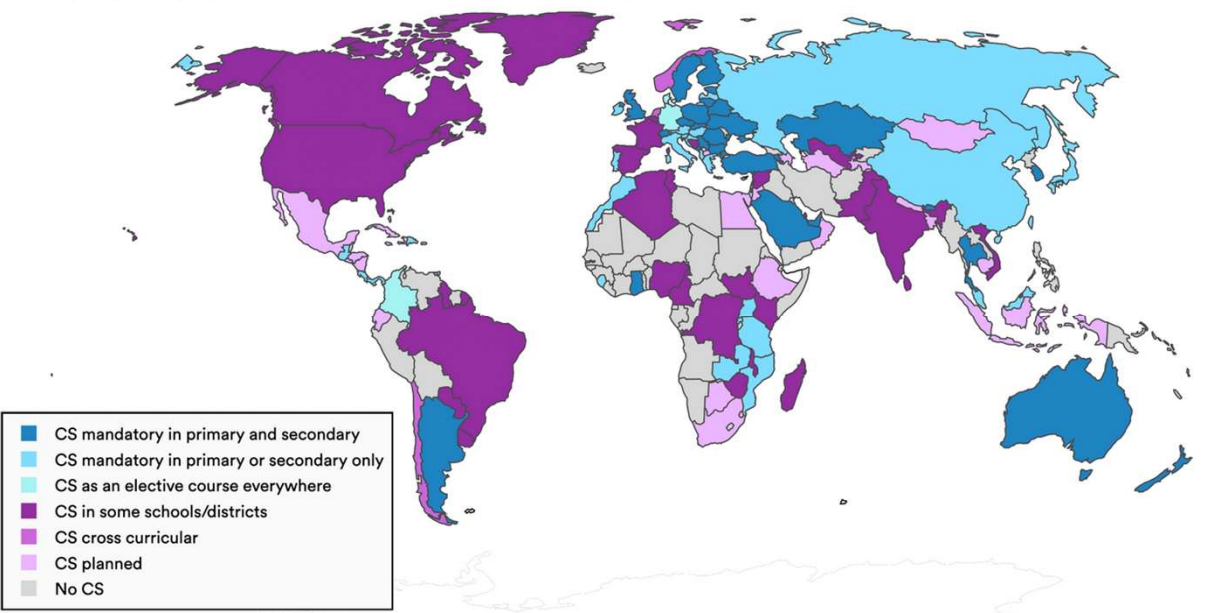 CS mandatory in primary and secondary
CS mandatory in primary or secondary only
CS as an elective course everywhere
CS in some schools/districts
CS cross curricular
CS planned
No CS